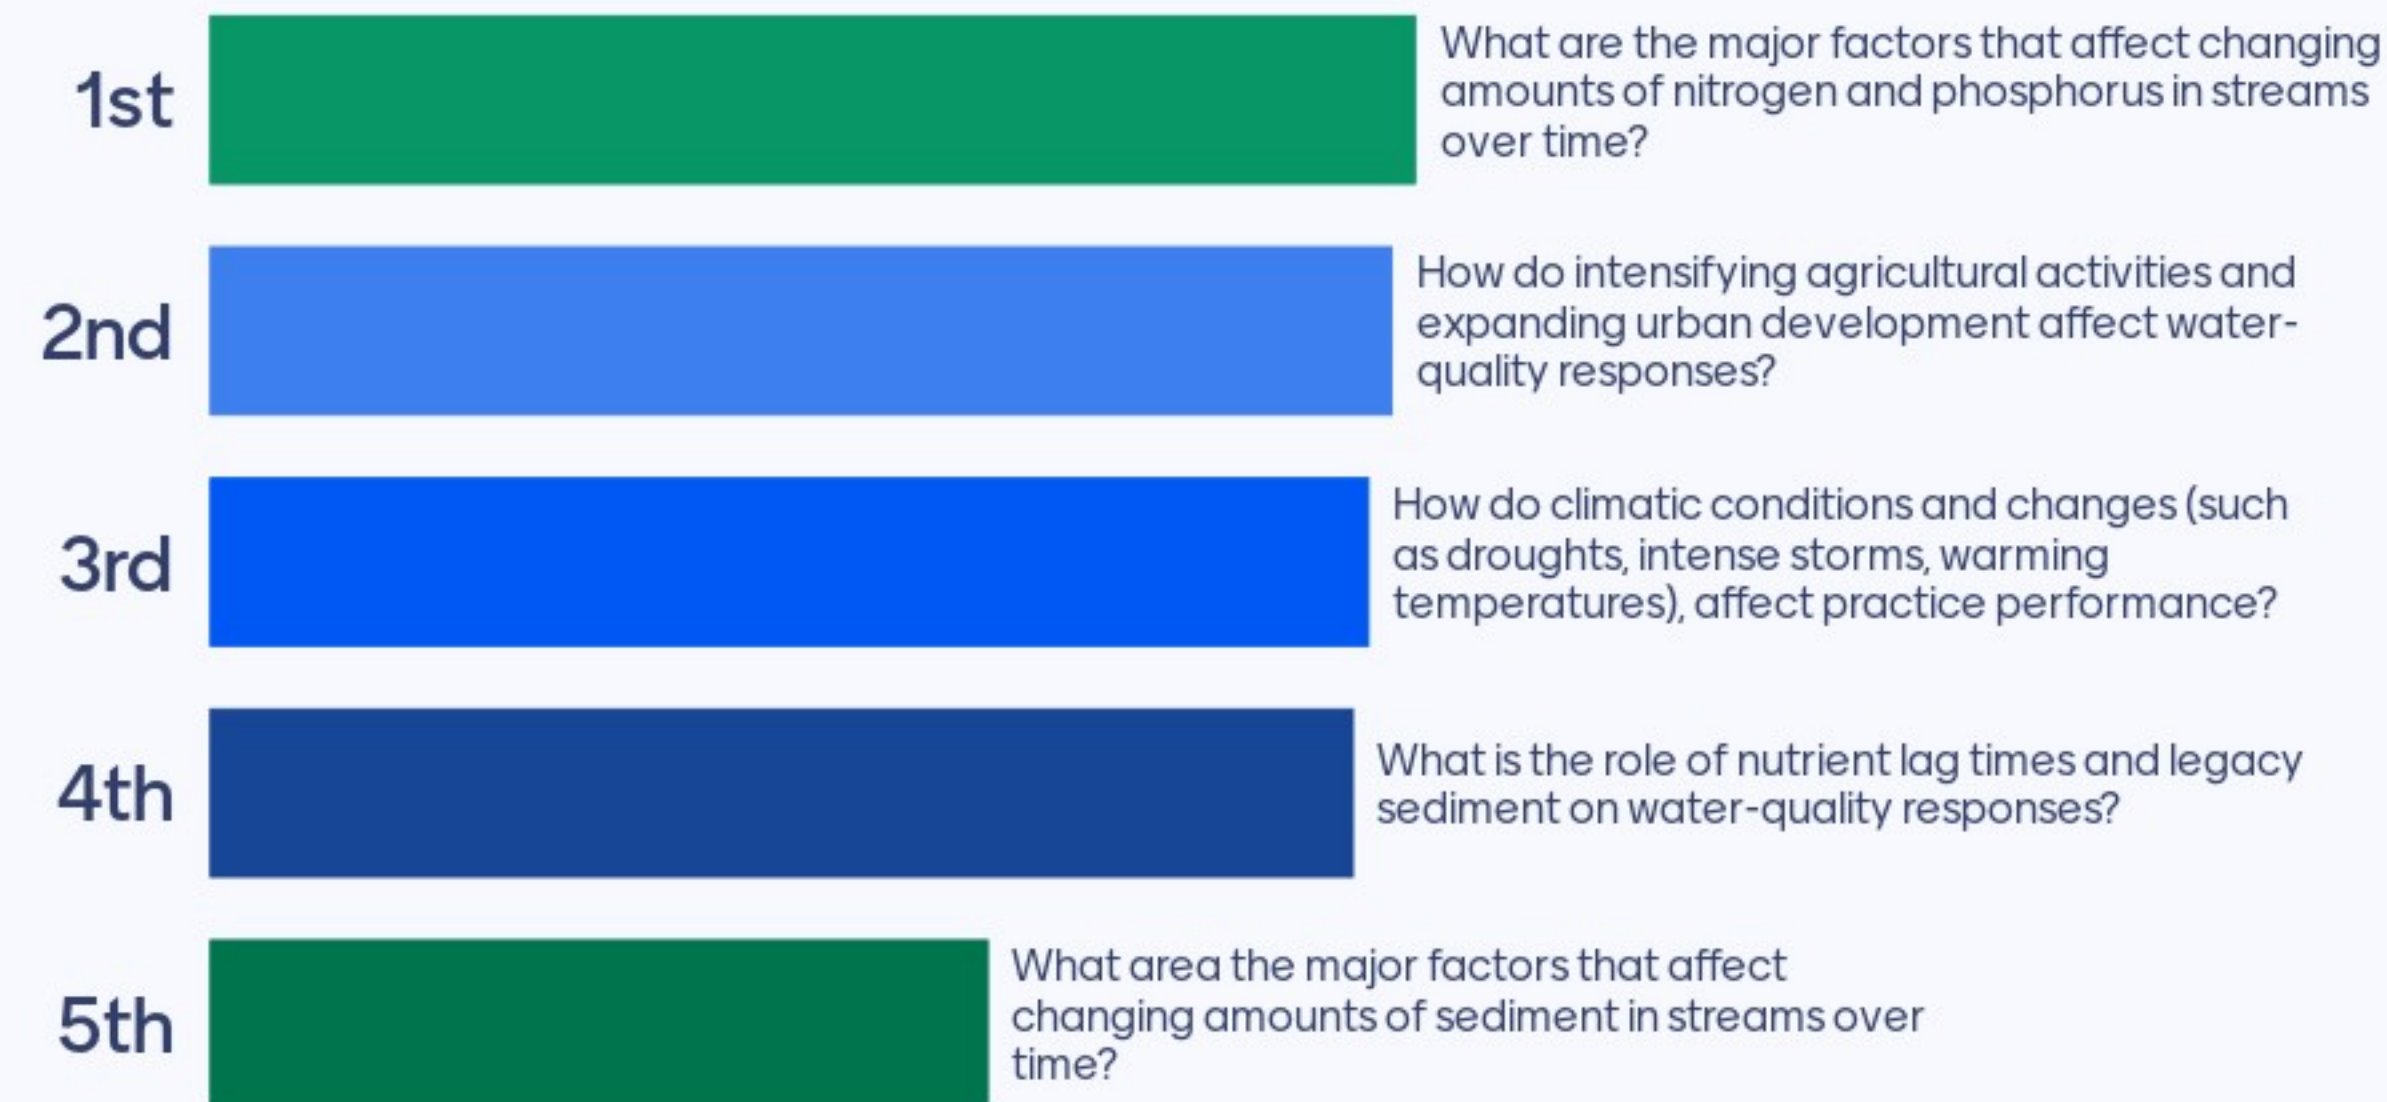 1st
What are the major factors that affect changing
amounts of nitrogen and phosphorus in streams
over time?
2nd
How do intensifying agricultural activities and
expanding urban development affect water-
quality responses?
3rd
How do climatic conditions and changes (such
as droughts, intense storms, warming
temperatures), affect practice performance?
4th
What is the role of nutrient lag times and legacy
sediment on water-quality responses?
5th
What area the major factors that affect
changing amounts of sediment in streams over
time?